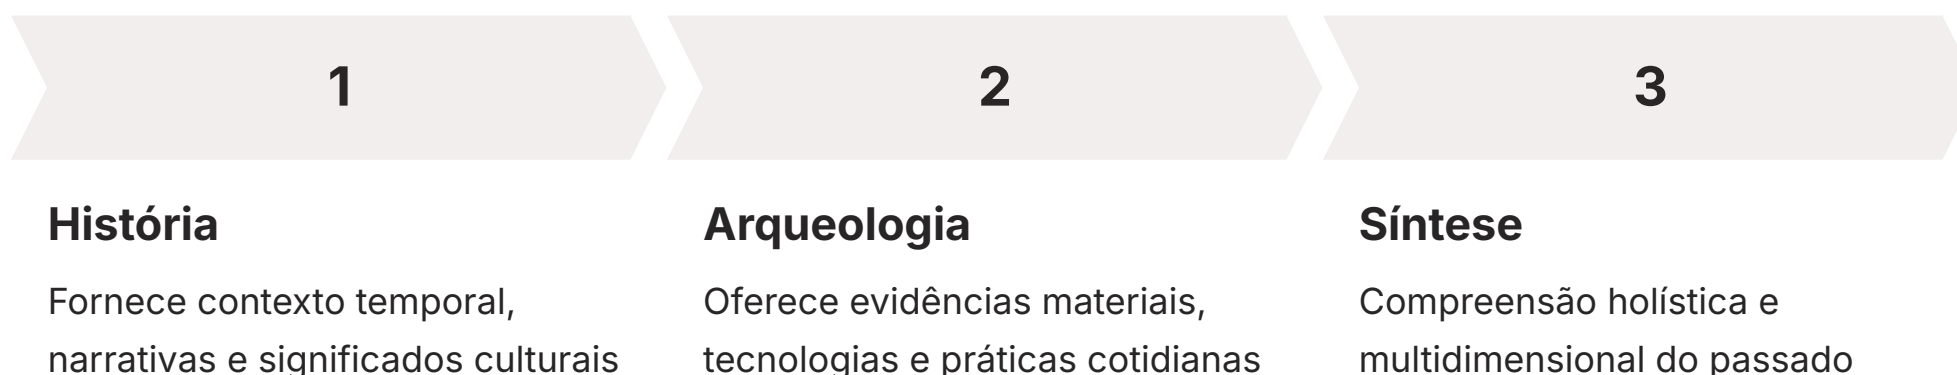 1
2
3
História
Fornece contexto temporal,
narrativas e significados culturais
Arqueologia
Oferece evidências materiais,
tecnologias e práticas cotidianas
Síntese
Compreensão holística e
multidimensional do passado